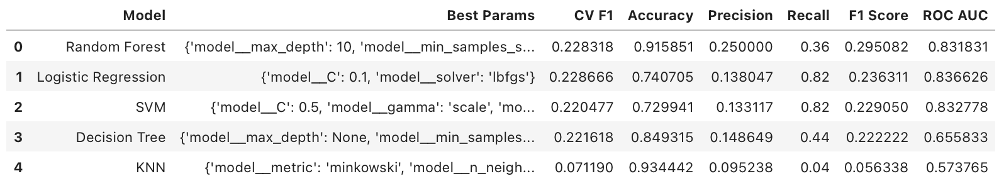 Model Best Params CV F1 Accuracy Precision Recall F1 Score ROC AUC
0 Random Forest {'model__max_depth': 10, 'model__min_samples_s... 0.228318 0.915851 0.250000 0.36 0.295082 0.831831
1 Logistic Regression {'model__C': 0.1, 'model__solver': 'lbfgs'} 0.228666 0.740705 0.138047 0.82 0.236311 0.836626
2 SVM {'model__C': 0.5, 'model__gamma': 'scale', 'mo... 0.220477 0.729941 0.133117 0.82 0.229050 0.832778
3 Decision Tree {'model__max_depth': None, 'model__min_samples... 0.221618 0.849315 0.148649 0.44 0.222222 0.655833
4 KNN {'model__metric': 'minkowski', 'model__n_neigh... 0.071190 0.934442 0.095238 0.04 0.056338 0.573765